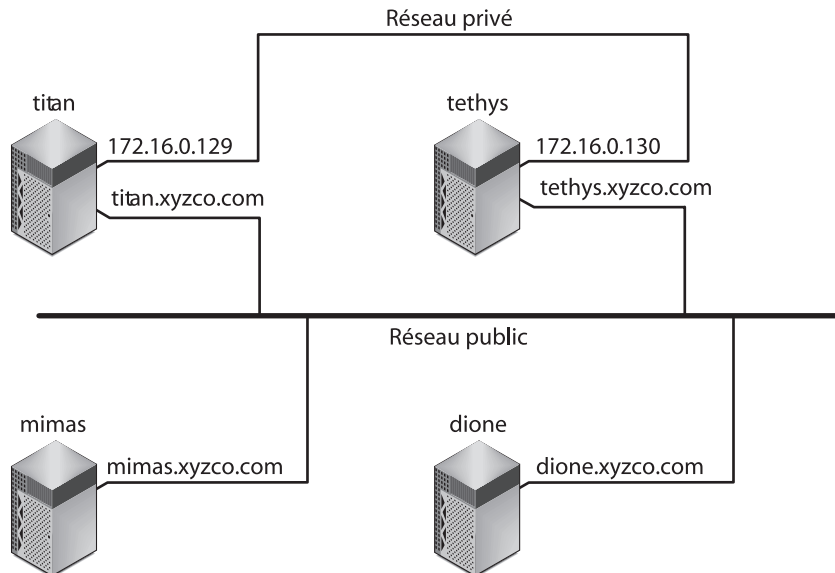 Réseau privé
titan
tethys
172.16.0.129
172.16.0.130
titan.xyzco.com
tethys.xyzco.com
Réseau public
mimas
dione
mimas.xyzco.com
dione.xyzco.com